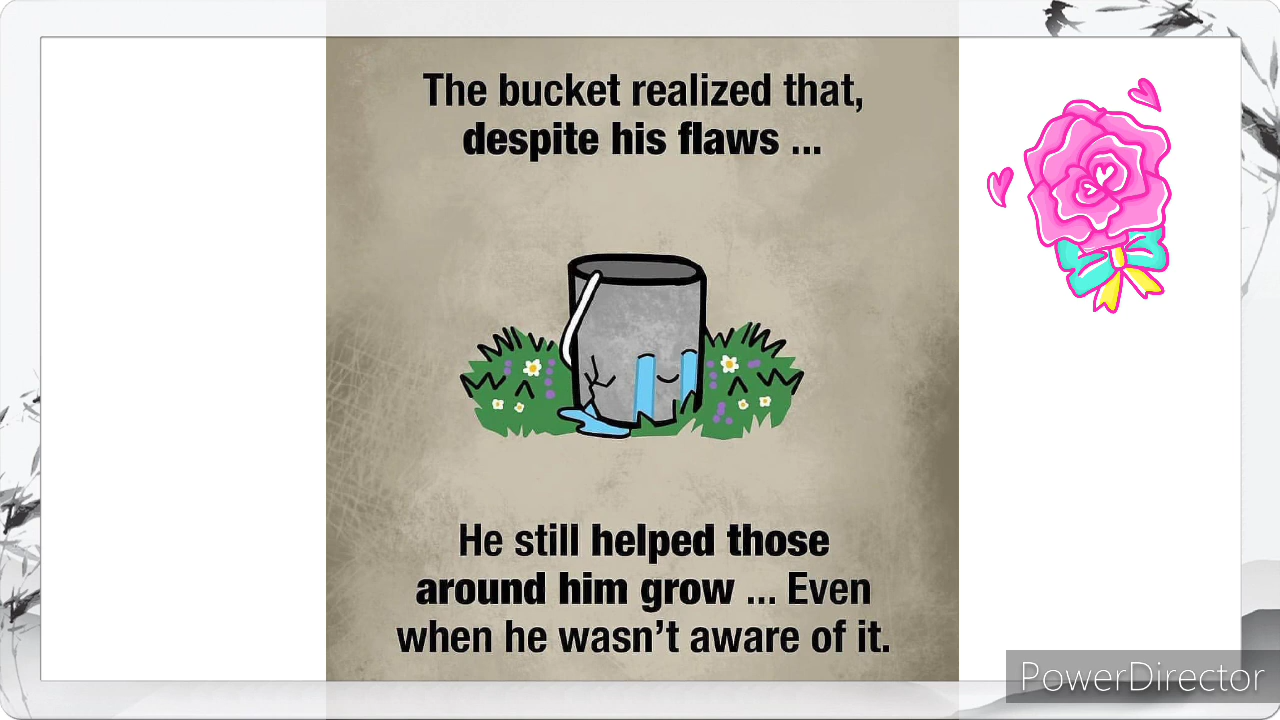 The bucket realized that,
despite his flaws ...
He still helped those
around him grow ... Even
when he wasn’t aware of it.
PowerDirector